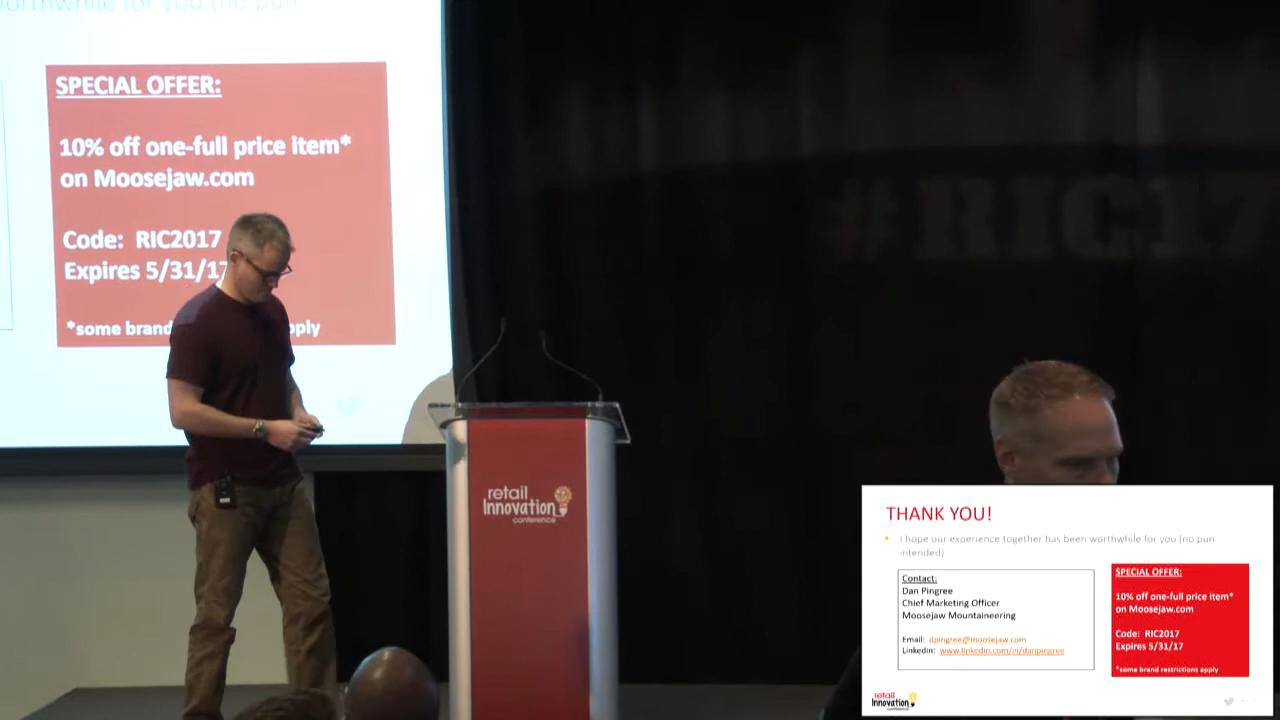 worthwhile for you (no pun
SPECIAL OFFER:
10% off one-full price item*
on Moosejaw.com
Code: RIC2017
Expires 5/31/17
*some brand
pply
#RIC17
retail
Innovation
conference
THANK YOU!
I hope our experience together has been worthwhile for you (no pun
intended)
Contact:
Dan Pingree
Chief Marketing Officer
Moosejaw Mountaineering
Email: dpingree@moosejaw.com
Linkedin: www.linkedin.com/in/danpingree
SPECIAL OFFER:
10% off one-full price item*
on Moosejaw.com
Code: RIC2017
Expires 5/31/17
*some brand restrictions apply
retail
Innovation
conference